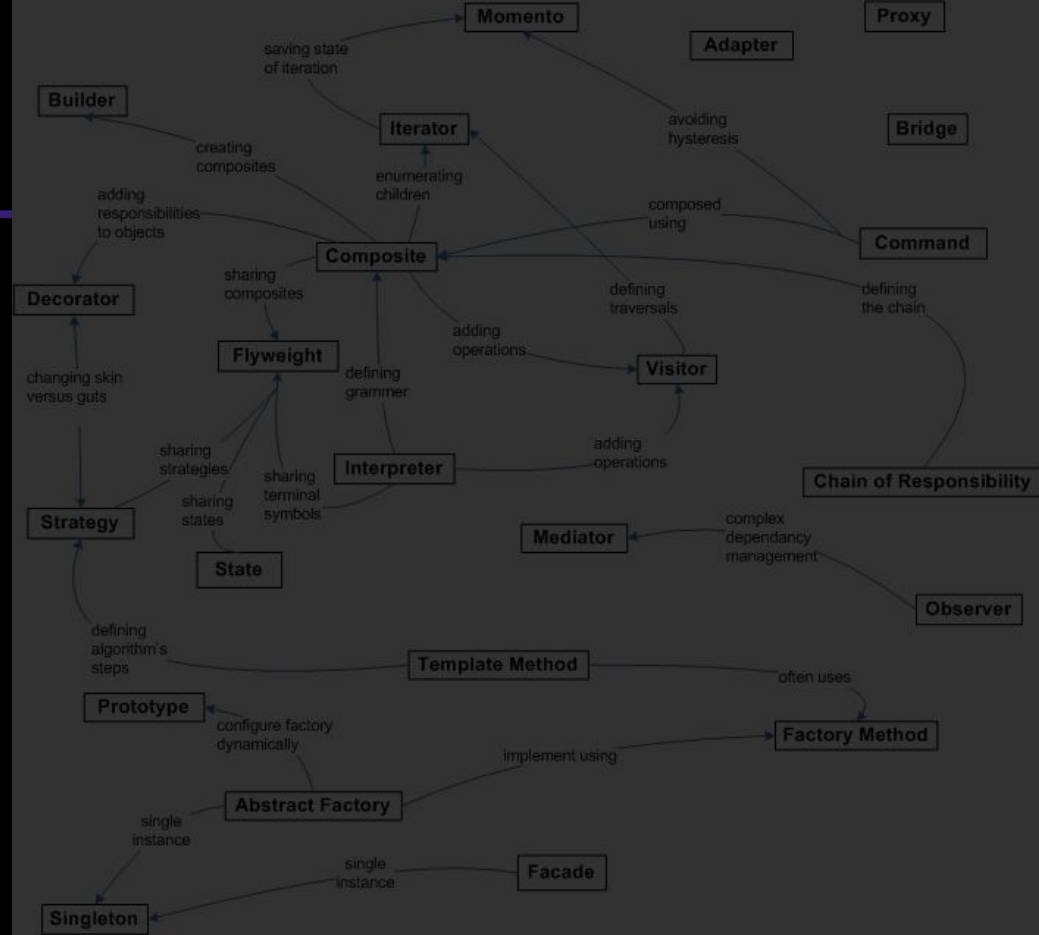 Momento
Proxy
Adapter
saving state
of iteration
Builder
Iterator
avoiding
hysteresis
Bridge
creating
composites
enumerating
children
adding
responsibilities
to objects
composed
using
Composite
Command
sharing
composites
Decorator
defining
traversals
defining
the chain
adding
operations
Flyweight
Visitor
changing skin
versus guts
defining
grammer
sharing
strategies
Interpreter
adding
operations
sharing
terminal
symbols
Chain of Responsibility
sharing
states
Strategy
Mediator
complex
dependancy
management
State
Observer
defining
algorithm's
steps
Template Method
often uses
Prototype
configure factory
dynamically
Factory Method
implement using
Abstract Factory
single
instance
single
instance
Facade
Singleton